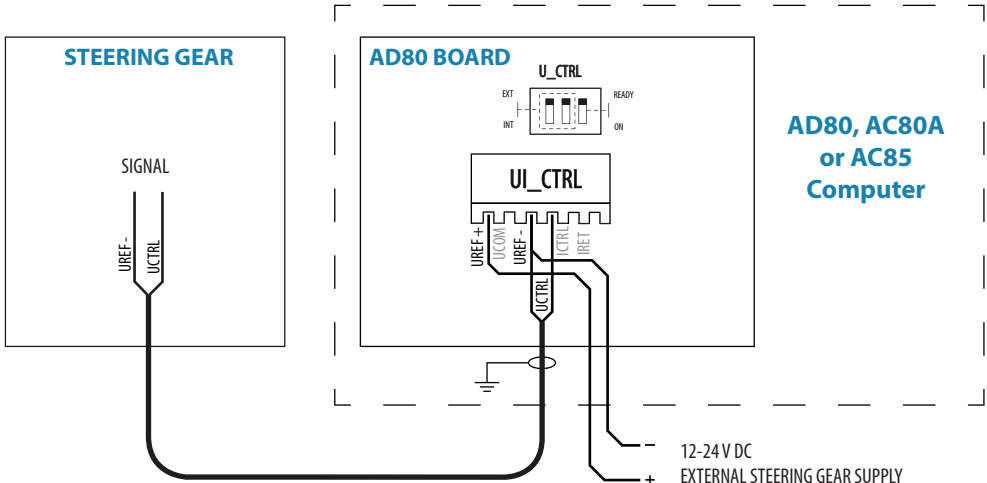 STEERING GEAR
SIGNAL
UREF -
UCTRL
AD80 BOARD
U_CTRL
EXT
READY
INT
ON
UI_CTRL
UREF +
UCOM
UREF -
ICTRL
IRET
UCTRL
AD80, AC80A
or AC85
Computer
− 12-24 V DC
+ EXTERNAL STEERING GEAR SUPPLY